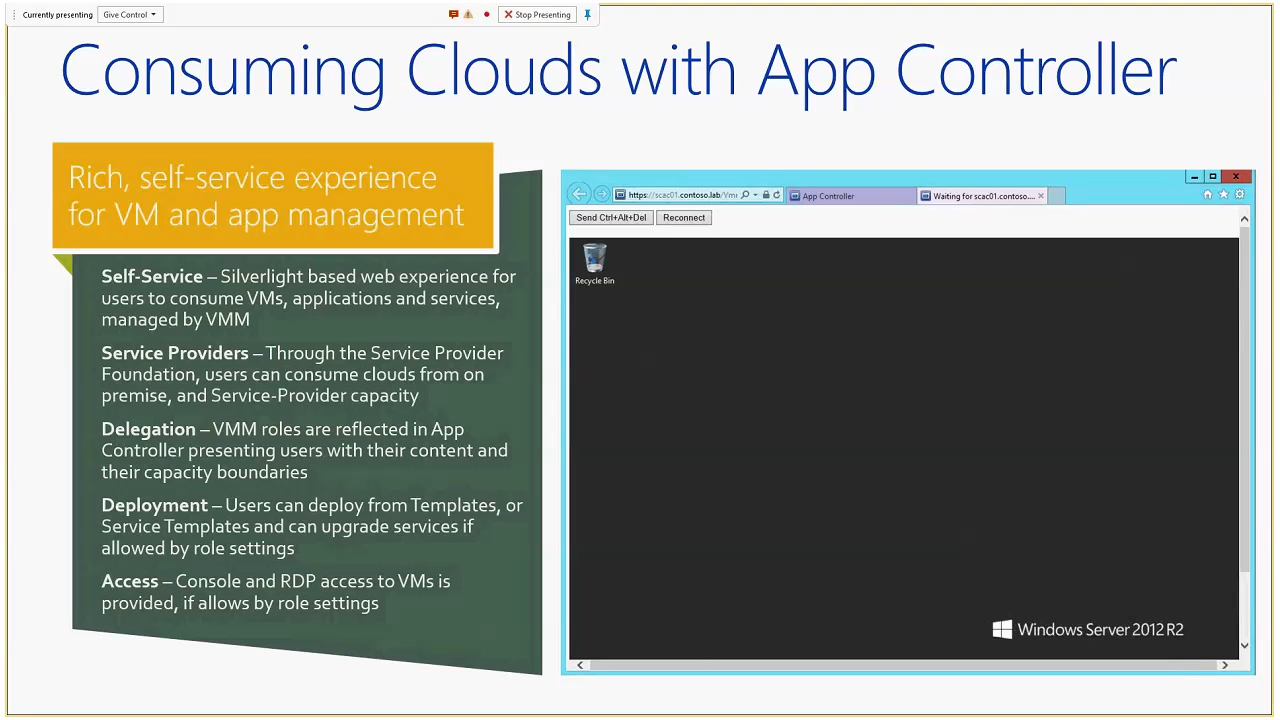 Currently presenting
Give Control
Stop Presenting
Consuming Clouds with App Controller
Rich, self-service experience
for VM and app management
Self-Service – Silverlight based web experience for
users to consume VMs, applications and services,
managed by VMM
Service Providers – Through the Service Provider
Foundation, users can consume clouds from on
premise, and Service-Provider capacity
Delegation – VMM roles are reflected in App
Controller presenting users with their content and
their capacity boundaries
Deployment – Users can deploy from Templates, or
Service Templates and can upgrade services if
allowed by role settings
Access – Console and RDP access to VMs is
provided, if allows by role settings
https://scac01.contoso.lab/Vm
App Controller
Waiting for scac01.contoso....
Send Ctrl+Alt+Del
Reconnect
Recycle Bin
Windows Server 2012 R2